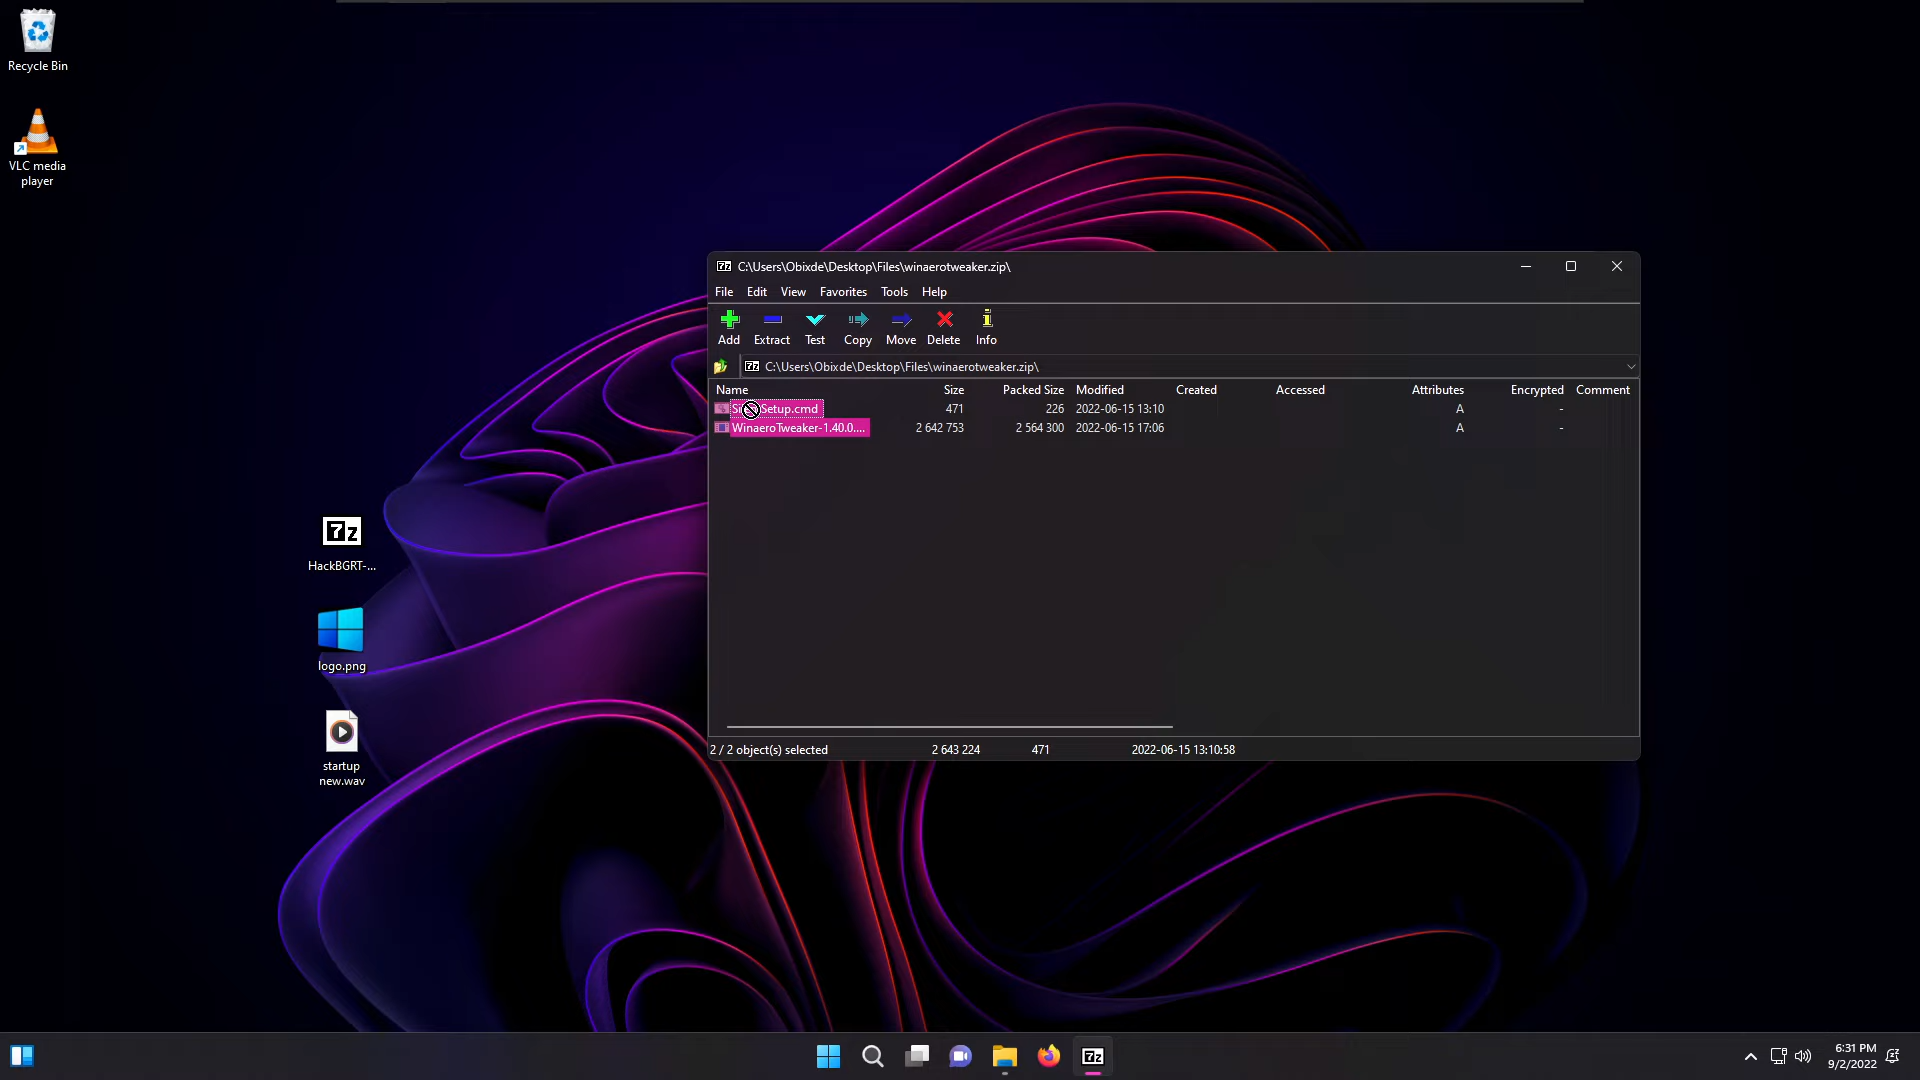 Recycle Bin
VLC media
player
7z
HackBGRT-...
logo.png
startup
new.wav
7z C:\Users\Obixde\Desktop\Files\winaerotweaker.zip\
File Edit View Favorites Tools Help
Add Extract Test Copy Move Delete Info
7z C:\Users\Obixde\Desktop\Files\winaerotweaker.zip\
Name Size Packed Size Modified Created Accessed Attributes Encrypted Comment
Setup.cmd 471 226 2022-06-15 13:10 A -
WinaeroTweaker-1.40.0.... 2 642 753 2 564 300 2022-06-15 17:06 A -
2 / 2 object(s) selected 2 643 224 471 2022-06-15 13:10:58
7z
6:31 PM
9/2/2022